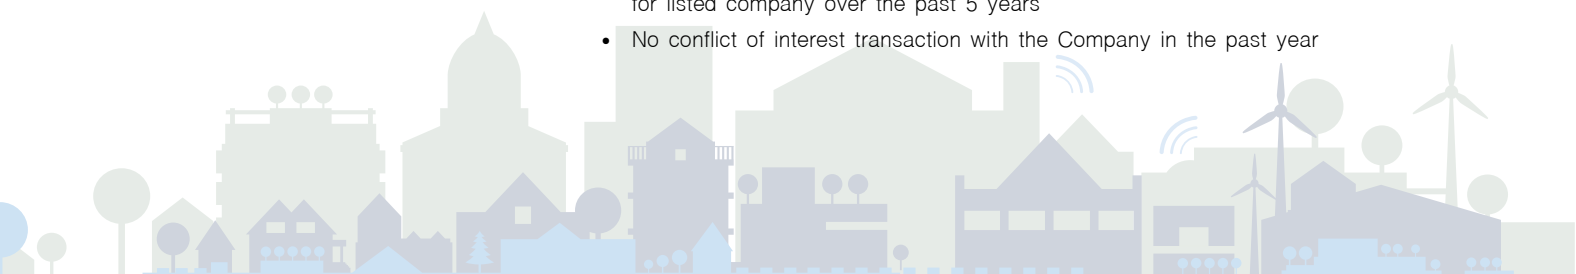 for listed company over the past 5 years
• No conflict of interest transaction with the Company in the past year